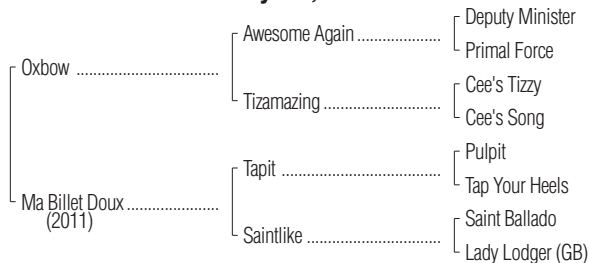 Deputy Minister
Awesome Again
Primal Force
Oxbow
Cee's Tizzy
Tizamazing
Cee's Song
Pulpit
Tapit
Tap Your Heels
Ma Billet Doux
(2011)
Saint Ballado
Saintlike
Lady Lodger (GB)